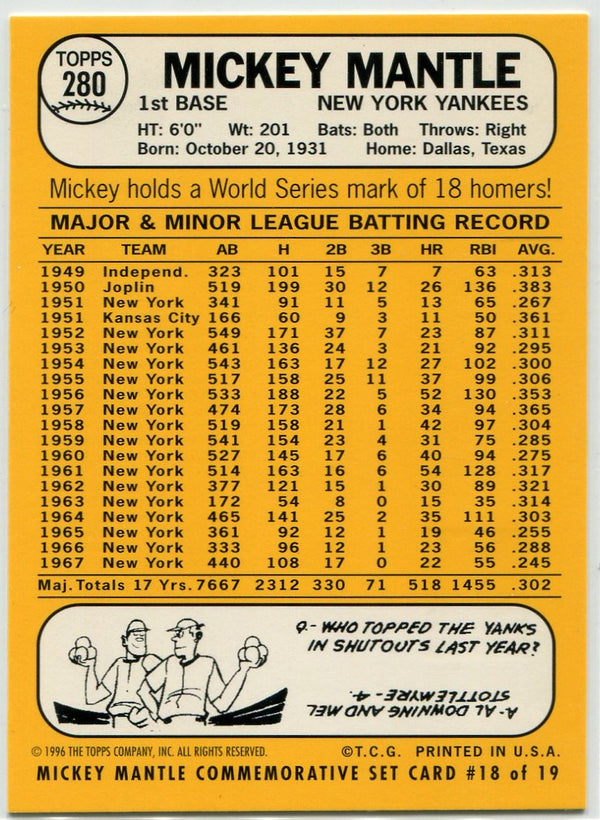 TOPPS
280
MICKEY MANTLE
1st BASE NEW YORK YANKEES
HT: 6'0" Wt: 201 Bats: Both Throws: Right
Born: October 20, 1931 Home: Dallas, Texas
Mickey holds a World Series mark of 18 homers!
MAJOR & MINOR LEAGUE BATTING RECORD
YEAR TEAM AB H 2B 3B HR RBI AVG.
1949 Independ. 323 101 15 7 7 63 .313
1950 Joplin 519 199 30 12 26 136 .383
1951 New York 341 91 11 5 13 65 .267
1951 Kansas City 166 60 9 3 11 50 .361
1952 New York 549 171 37 7 23 87 .311
1953 New York 461 136 24 3 21 92 .295
1954 New York 543 163 17 12 27 102 .300
1955 New York 517 158 25 11 37 99 .306
1956 New York 533 188 22 5 52 130 .353
1957 New York 474 173 28 6 34 94 .365
1958 New York 519 158 21 1 42 97 .304
1959 New York 541 154 23 4 31 75 .285
1960 New York 527 145 17 6 40 94 .275
1961 New York 514 163 16 6 54 128 .317
1962 New York 377 121 15 1 30 89 .321
1963 New York 172 54 8 0 15 35 .314
1964 New York 465 141 25 2 35 111 .303
1965 New York 361 92 12 1 19 46 .255
1966 New York 333 96 12 1 23 56 .288
1967 New York 440 108 17 0 22 55 .245
Maj. Totals 17 Yrs. 7667 2312 330 71 518 1455 .302
Q- WHO TOPPED THE YANKS
IN SHUTOUTS LAST YEAR?
A- AL DOWNING AND MEL
STOTTLEMYRE - 4.
© 1996 THE TOPPS COMPANY, INC. ALL RIGHTS RESERVED. ©T.C.G. PRINTED IN U.S.A.
MICKEY MANTLE COMMEMORATIVE SET CARD #18 of 19